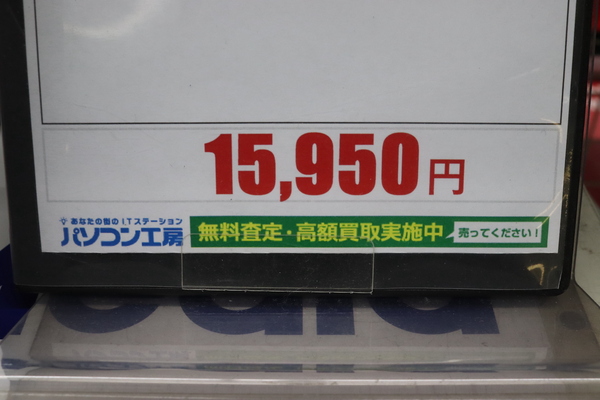 15,950円
あなたの街のITステーション
パソコン工房
無料査定・高額買取実施中
売ってください!